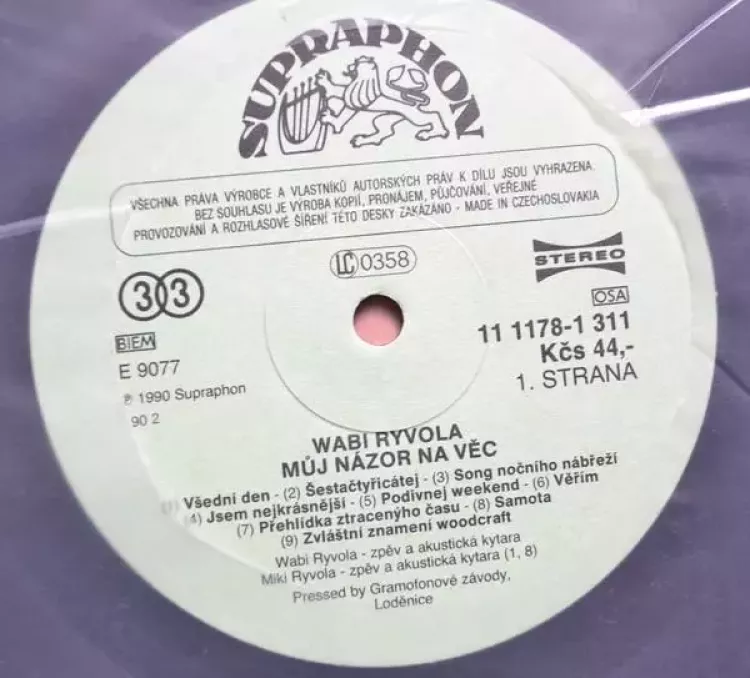 SUPRAPHON
VŠECHNA PRÁVA VÝROBCE A VLASTNÍKŮ AUTORSKÝCH PRÁV K DÍLU JSOU VYHRAZENA.
BEZ SOUHLASU JE VÝROBA KOPIÍ, PRONÁJEM, PŮJČOVÁNÍ, VEŘEJNÉ
PROVOZOVÁNÍ A ROZHLASOVÉ ŠÍŘENÍ TÉTO DESKY ZAKÁZÁNO - MADE IN CZECHOSLOVAKIA
33
LC 0358
STEREO
BIEM
OSA
E 9077
11 1178-1 311
Kčs 44,-
℗ 1990 Supraphon
1. STRANA
90 2
WABI RYVOLA
MŮJ NÁZOR NA VĚC
(1) Všední den - (2) Šestačtyřicátej - (3) Song nočního nábřeží
(4) Jsem nejkrásnější - (5) Podivnej weekend - (6) Věřím
(7) Přehlídka ztracenýho času - (8) Samota
(9) Zvláštní znamení woodcraft
Wabi Ryvola - zpěv a akustická kytara
Miki Ryvola - zpěv a akustická kytara (1, 8)
Pressed by Gramofonové závody,
Loděnice